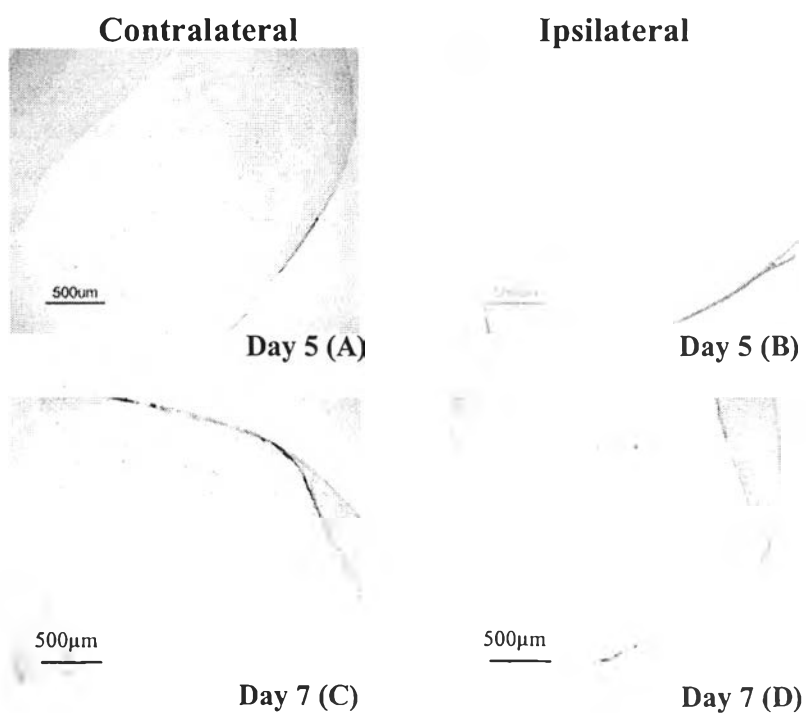 Contralateral Ipsilateral
500um
Day 5 (A) Day 5 (B)
500µm 500µm
Day 7 (C) Day 7 (D)